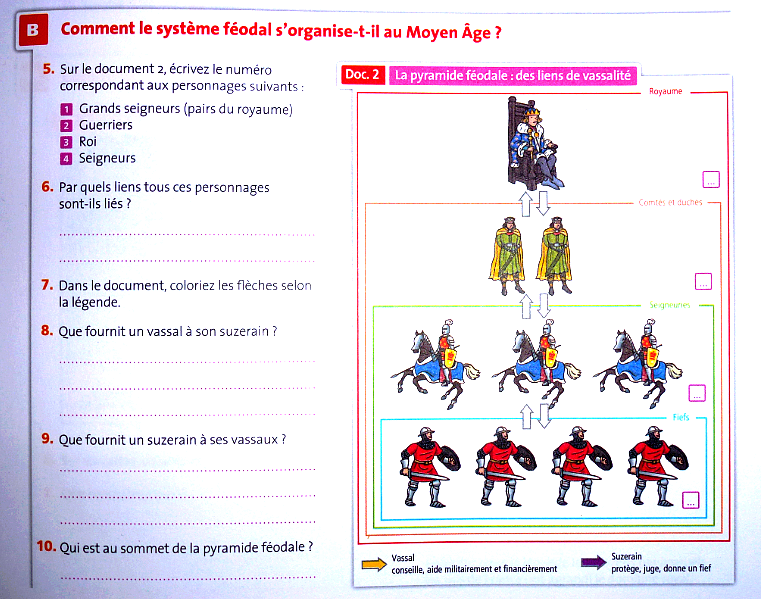 B Comment le système féodal s'organise-t-il au Moyen Âge ?
5. Sur le document 2, écrivez le numéro
correspondant aux personnages suivants :
1 Grands seigneurs (pairs du royaume)
2 Guerriers
3 Roi
4 Seigneurs
6. Par quels liens tous ces personnages
sont-ils liés ?
7. Dans le document, coloriez les flèches selon
la légende.
8. Que fournit un vassal à son suzerain ?
9. Que fournit un suzerain à ses vassaux ?
10. Qui est au sommet de la pyramide féodale ?
Doc. 2 La pyramide féodale : des liens de vassalité
Royaume
...
Comtés et duchés
...
Seigneuries
...
Fiefs
...
Vassal
conseille, aide militairement et financièrement
Suzerain
protège, juge, donne un fief